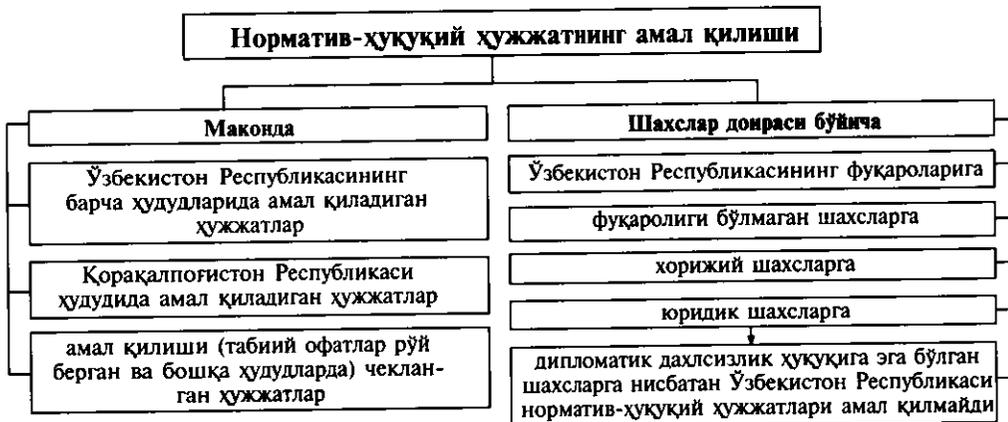 Норматив-ҳуқуқий ҳужжатнинг амал қилиши
Маконда
Ўзбекистон Республикасининг
барча ҳудудларида амал қиладиган
ҳужжатлар
Қорақалпоғистон Республикаси
ҳудудида амал қиладиган ҳужжатлар
амал қилиши (табиий офатлар рўй
берган ва бошқа ҳудудларда) чеклан-
ган ҳужжатлар
Шахслар доираси бўйича
Ўзбекистон Республикасининг фуқароларига
фуқаролиги бўлмаган шахсларга
хорижий шахсларга
юридик шахсларга
дипломатик дахлсизлик ҳуқуқига эга бўлган
шахсларга нисбатан Ўзбекистон Республикаси
норматив-ҳуқуқий ҳужжатлари амал қилмайди